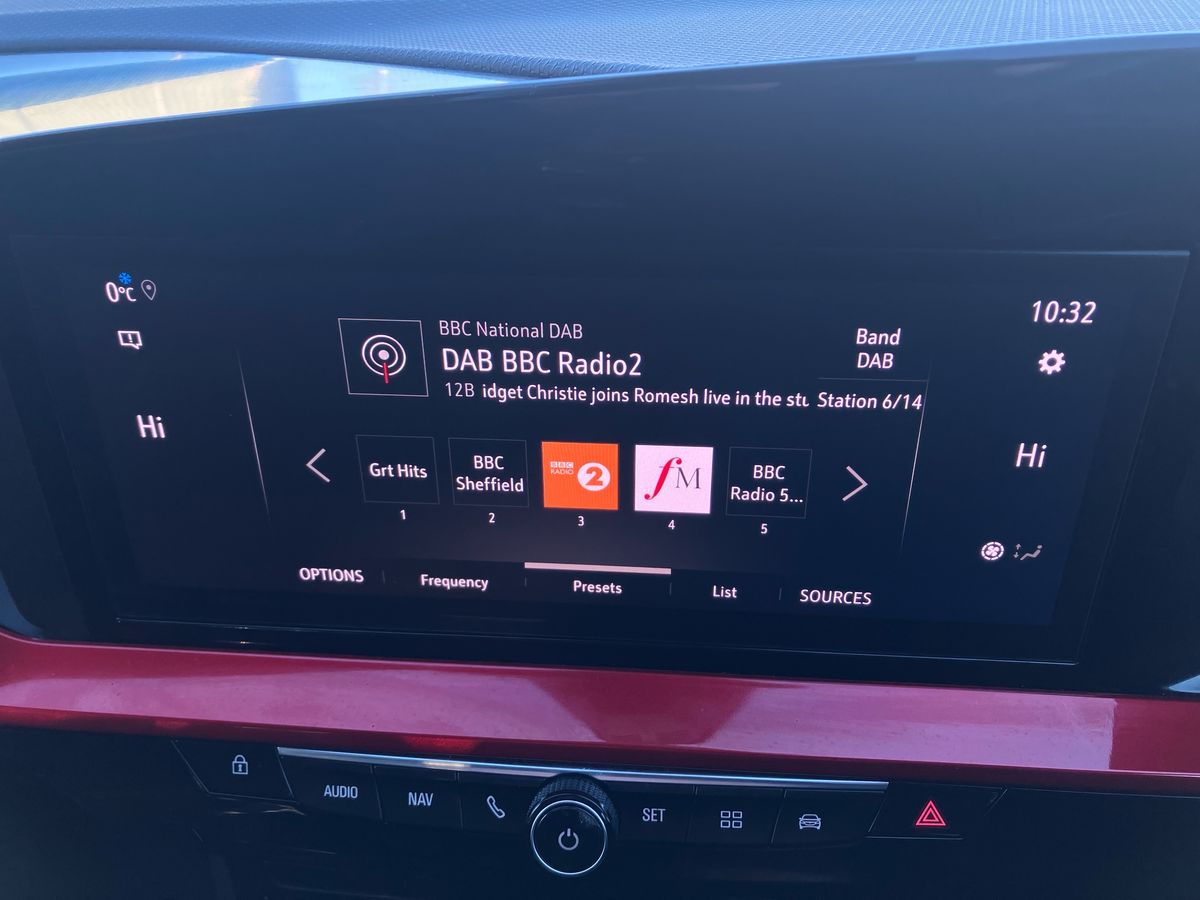 0°C
10:32
BBC National DAB
DAB BBC Radio2
12B idget Christie joins Romesh live in the stu
Band
DAB
Station 6/14
Hi
Hi
Grt Hits
BBC
Sheffield
BBC
RADIO
2
fM
BBC
Radio 5...
1
2
3
4
5
OPTIONS
Frequency
Presets
List
SOURCES
AUDIO
NAV
SET